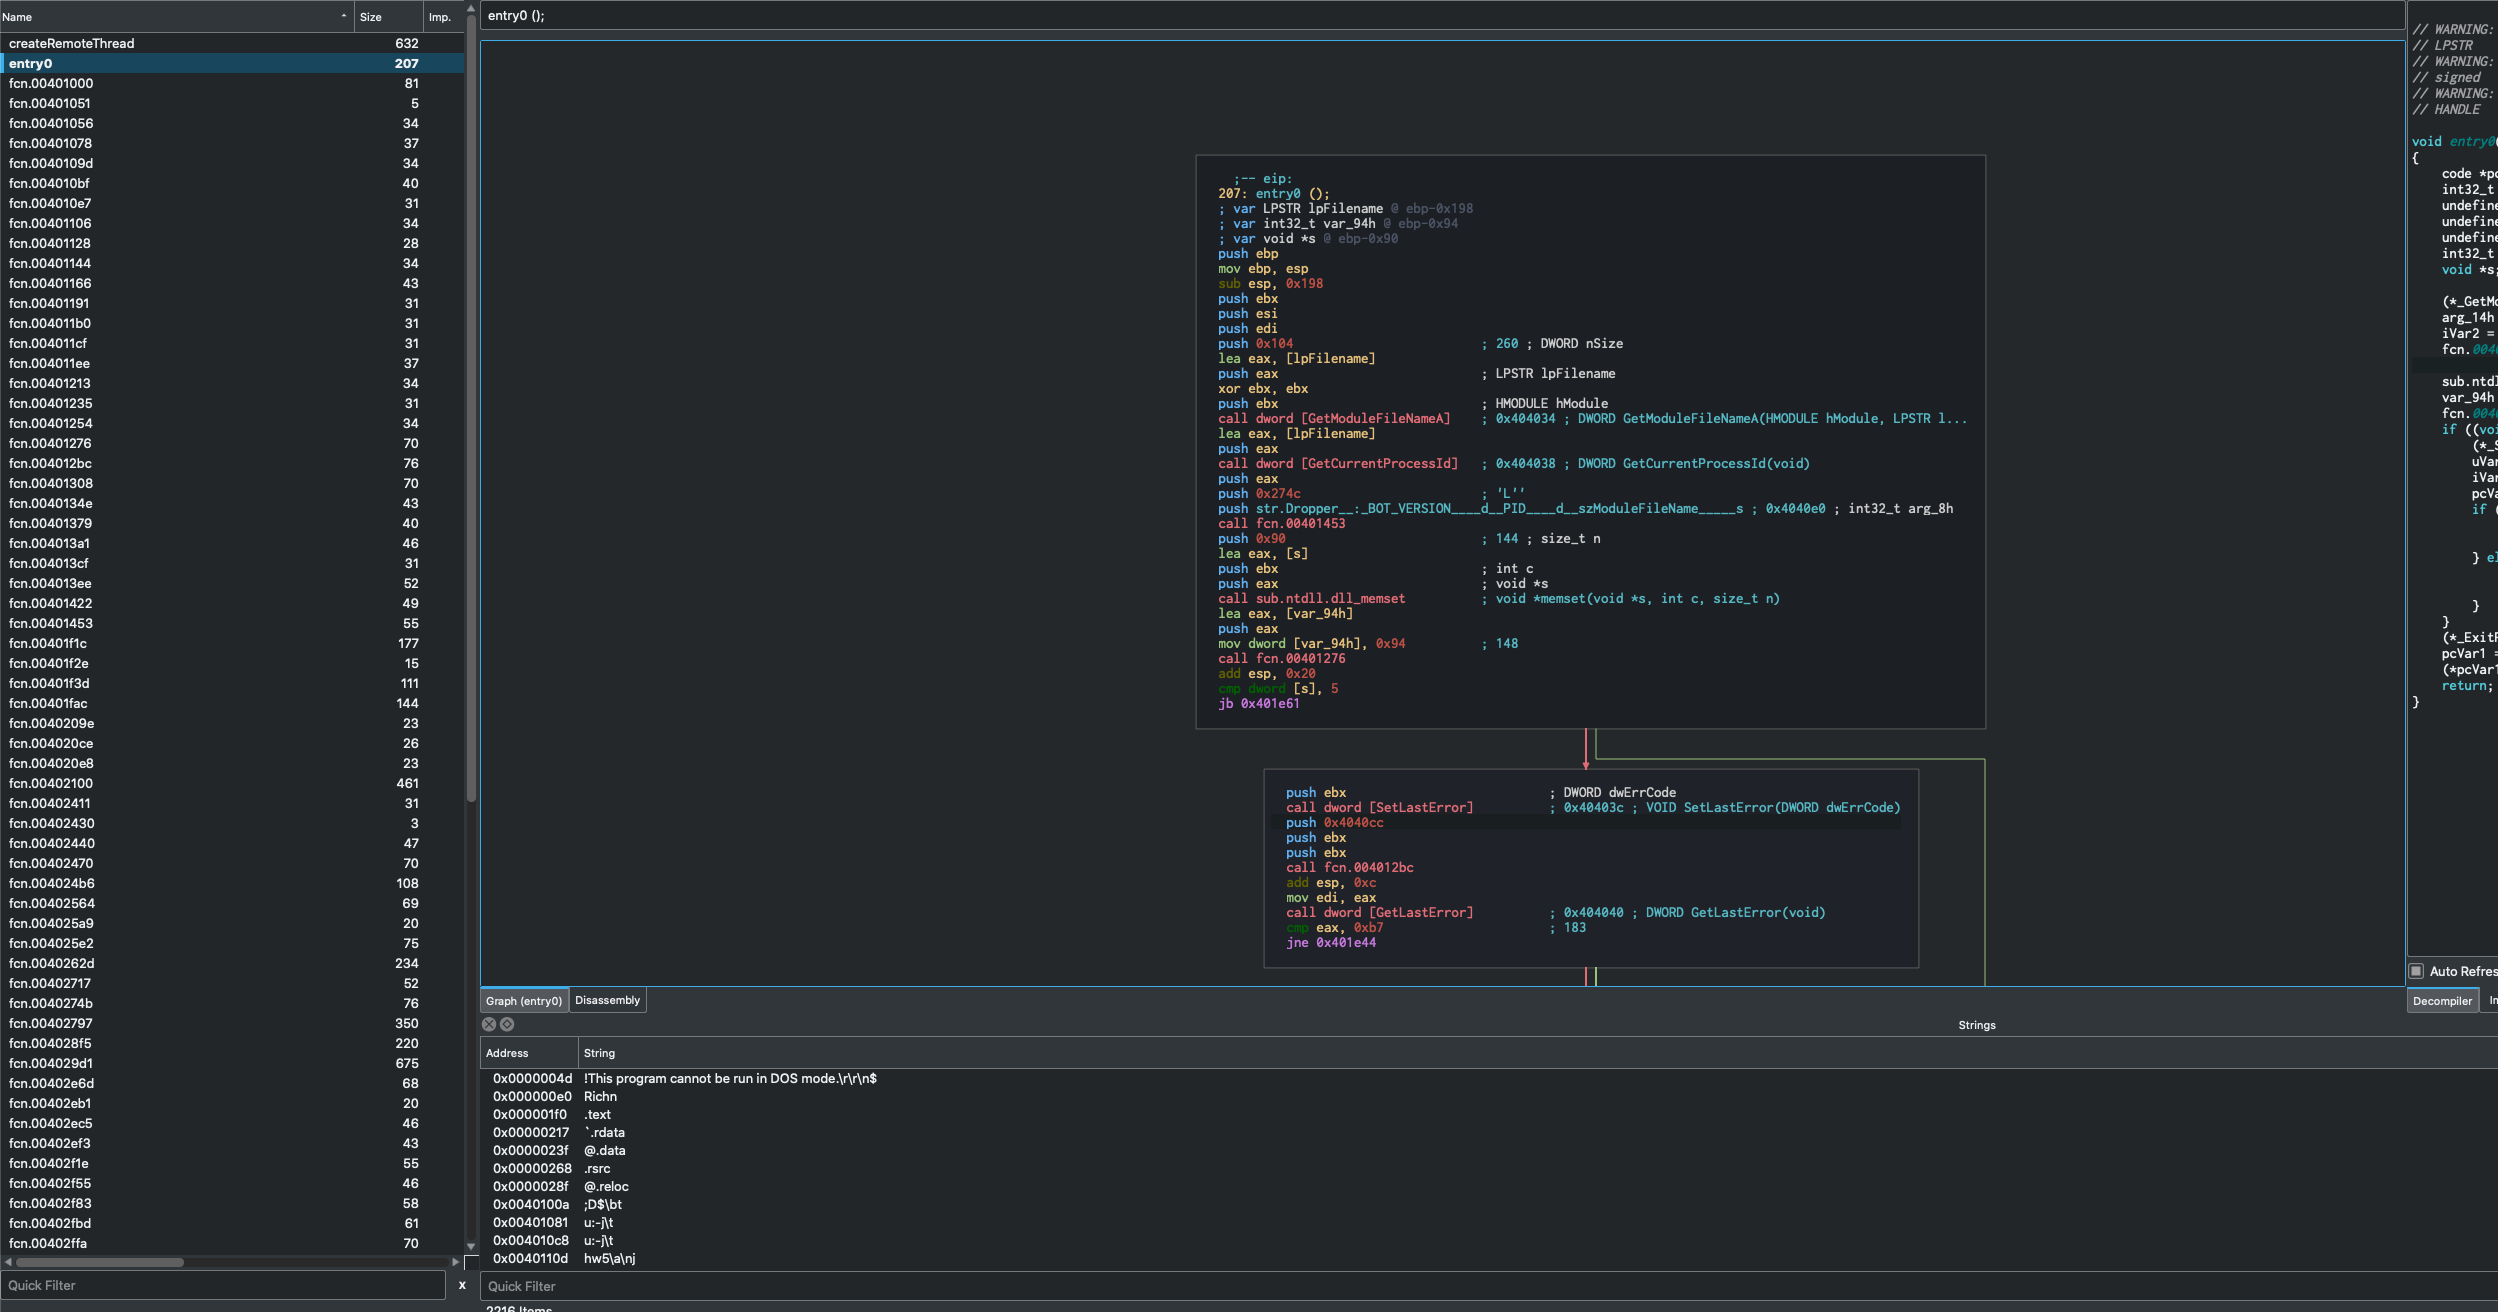 Name Size Imp.
createRemoteThread 632
entry0 207
fcn.00401000 81
fcn.00401051 5
fcn.00401056 34
fcn.00401078 37
fcn.0040109d 34
fcn.004010bf 40
fcn.004010e7 31
fcn.00401106 34
fcn.00401128 28
fcn.00401144 34
fcn.00401166 43
fcn.00401191 31
fcn.004011b0 31
fcn.004011cf 31
fcn.004011ee 37
fcn.00401213 34
fcn.00401235 31
fcn.00401254 34
fcn.00401276 70
fcn.004012bc 76
fcn.00401308 70
fcn.0040134e 43
fcn.00401379 40
fcn.004013a1 46
fcn.004013cf 31
fcn.004013ee 52
fcn.00401422 49
fcn.00401453 55
fcn.00401f1c 177
fcn.00401f2e 15
fcn.00401f3d 111
fcn.00401fac 144
fcn.0040209e 23
fcn.004020ce 26
fcn.004020e8 23
fcn.00402100 461
fcn.00402411 31
fcn.00402430 3
fcn.00402440 47
fcn.00402470 70
fcn.004024b6 108
fcn.00402564 69
fcn.004025a9 20
fcn.004025e2 75
fcn.0040262d 234
fcn.00402717 52
fcn.0040274b 76
fcn.00402797 350
fcn.004028f5 220
fcn.004029d1 675
fcn.00402e6d 68
fcn.00402eb1 20
fcn.00402ec5 46
fcn.00402ef3 43
fcn.00402f1e 55
fcn.00402f55 46
fcn.00402f83 58
fcn.00402fbd 61
fcn.00402ffa 70
Quick Filter x
entry0 ();
;-- eip:
207: entry0 ();
; var LPSTR lpFilename @ ebp-0x198
; var int32_t var_94h @ ebp-0x94
; var void *s @ ebp-0x90
push ebp
mov ebp, esp
sub esp, 0x198
push ebx
push esi
push edi
push 0x104 ; 260 ; DWORD nSize
lea eax, [lpFilename]
push eax ; LPSTR lpFilename
xor ebx, ebx
push ebx ; HMODULE hModule
call dword [GetModuleFileNameA] ; 0x404034 ; DWORD GetModuleFileNameA(HMODULE hModule, LPSTR l...
lea eax, [lpFilename]
push eax
call dword [GetCurrentProcessId] ; 0x404038 ; DWORD GetCurrentProcessId(void)
push eax
push 0x274c ; 'L''
push str.Dropper__:_BOT_VERSION____d__PID____d__szModuleFileName_____s ; 0x4040e0 ; int32_t arg_8h
call fcn.00401453
push 0x90 ; 144 ; size_t n
lea eax, [s]
push ebx ; int c
push eax ; void *s
call sub.ntdll.dll_memset ; void *memset(void *s, int c, size_t n)
lea eax, [var_94h]
push eax
mov dword [var_94h], 0x94 ; 148
call fcn.00401276
add esp, 0x20
cmp dword [s], 5
jb 0x401e61
push ebx ; DWORD dwErrCode
call dword [SetLastError] ; 0x40403c ; VOID SetLastError(DWORD dwErrCode)
push 0x4040cc
push ebx
push ebx
call fcn.004012bc
add esp, 0xc
mov edi, eax
call dword [GetLastError] ; 0x404040 ; DWORD GetLastError(void)
cmp eax, 0xb7 ; 183
jne 0x401e44
Graph (entry0) Disassembly
Strings
Address String
0x0000004d !This program cannot be run in DOS mode.\r\r\n$
0x000000e0 Richn
0x000001f0 .text
0x00000217 `.rdata
0x0000023f @.data
0x00000268 .rsrc
0x0000028f @.reloc
0x0040100a ;D$\bt
0x00401081 u:-j\t
0x004010c8 u:-j\t
0x0040110d hw5\a\nj
Quick Filter
2216 Items
// WARNING:
// LPSTR
// WARNING:
// signed
// WARNING:
// HANDLE
void entry0(
{
code *pc
int32_t
undefine
undefine
undefine
int32_t
void *s;
(*_GetMo
arg_14h
iVar2 =
fcn.0040
sub.ntdl
var_94h
fcn.0040
if ((voi
(*_S
uVar
iVar
pcVa
if (
} el
}
}
(*_ExitP
pcVar1 =
(*pcVar1
return;
}
Auto Refres
Decompiler